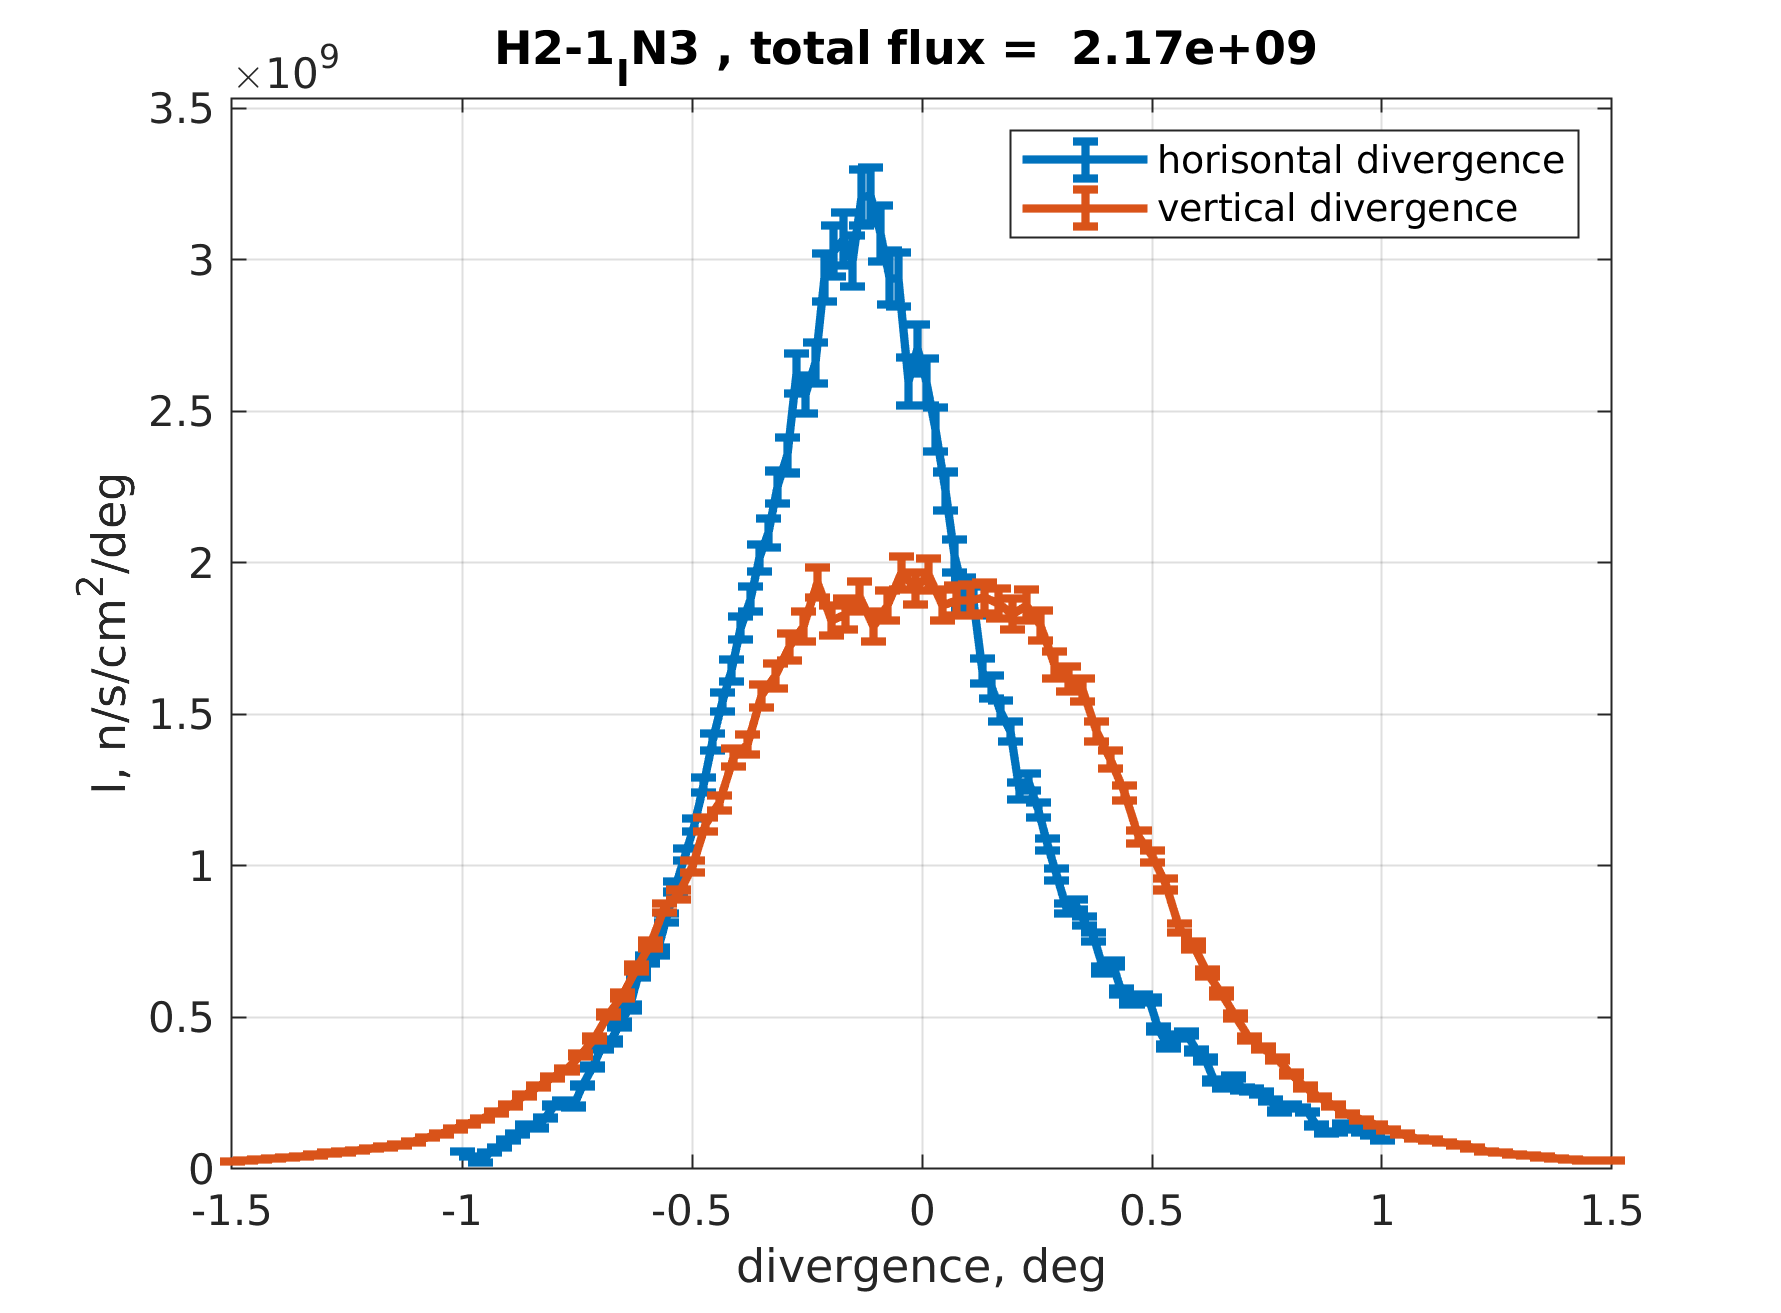 H2-1_IN3 , total flux = 2.17e+09
×10^9
3.5
3
2.5
2
1.5
1
0.5
0
I, n/s/cm^2/deg
horisontal divergence
vertical divergence
-1.5 -1 -0.5 0 0.5 1 1.5
divergence, deg